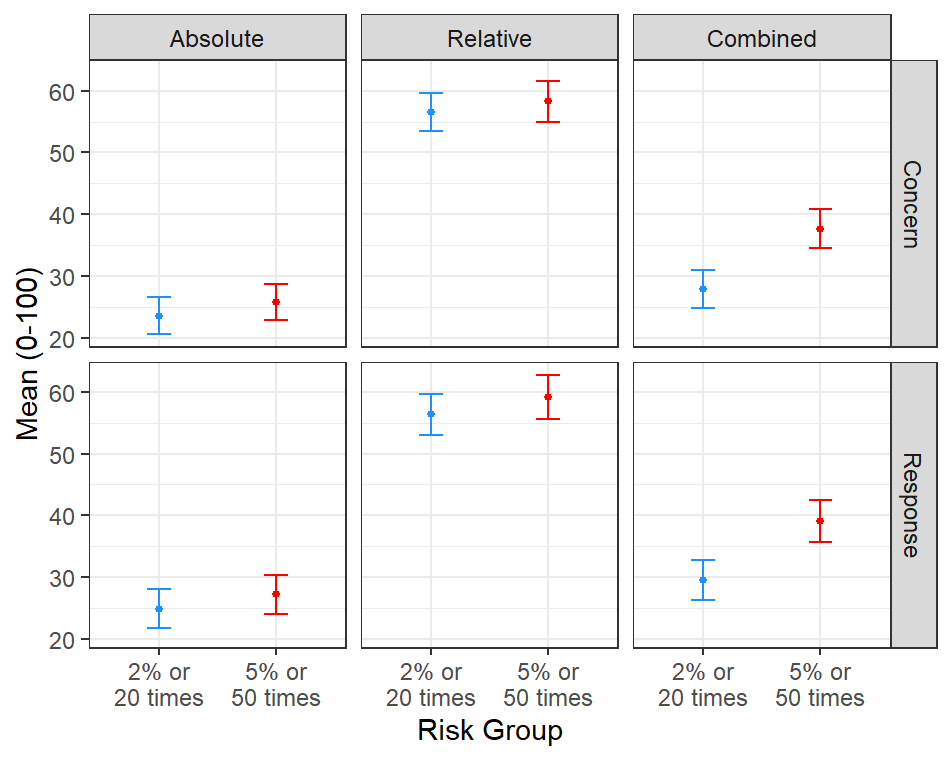 Absolute
Relative
Combined
60
50
40
30
20
Concern
Mean (0-100)
60
50
40
30
20
Response
2% or
20 times
5% or
50 times
2% or
20 times
5% or
50 times
2% or
20 times
5% or
50 times
Risk Group